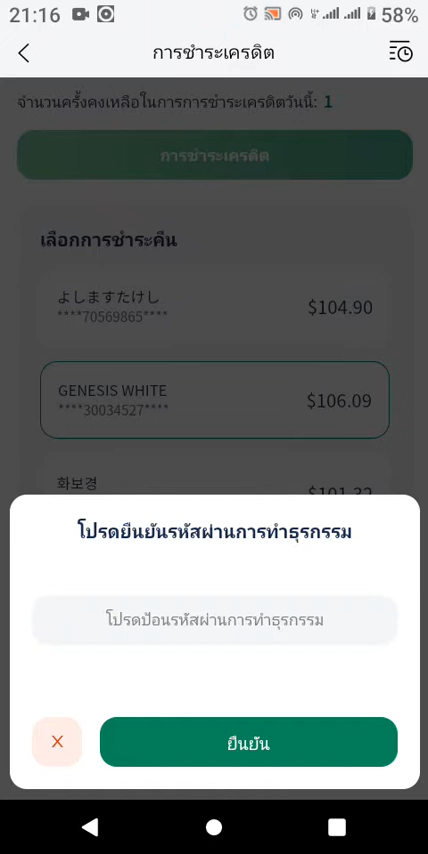 21:16 58%
การชำระเครดิต
จำนวนครั้งคงเหลือในการการชำระเครดิตวันนี้: 1
การชำระเครดิต
เลือกการชำระคืน
よしますたけし
$104.90
****70569865****
GENESIS WHITE
$106.09
****30034527****
화보경
$101.32
โปรดยืนยันรหัสผ่านการทำธุรกรรม
โปรดป้อนรหัสผ่านการทำธุรกรรม
X
ยืนยัน